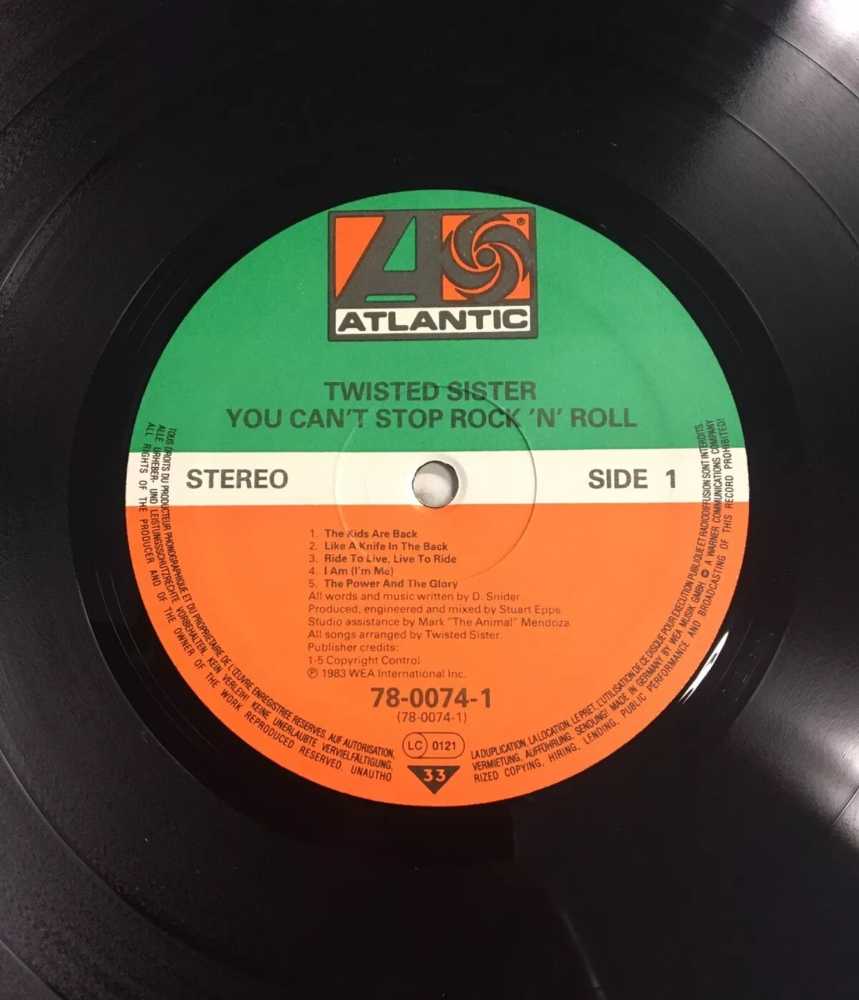 ATLANTIC
®
TWISTED SISTER
YOU CAN'T STOP ROCK 'N' ROLL
STEREO
SIDE 1
1. The Kids Are Back
2. Like A Knife In The Back
3. Ride To Live, Live To Ride
4. I Am (I'm Me)
5. The Power And The Glory
All words and music written by D. Snider.
Produced, engineered and mixed by Stuart Epps.
Studio assistance by Mark "The Animal" Mendoza.
All songs arranged by Twisted Sister.
Publisher credits:
1-5 Copyright Control
℗ 1983 WEA International Inc.
78-0074-1
(78-0074-1)
LC 0121
33
TOUS DROITS DU PRODUCTEUR PHONOGRAPHIQUE ET DU PROPRIETAIRE DE L'ŒUVRE ENREGISTREE RESERVES. AUF AUTORISATION, LA DUPLICATION, LA LOCATION, LE PRET, L'UTILISATION DE CE DISQUE POUR EXECUTION PUBLIQUE ET RADIODIFFUSION SONT INTERDITS.
ALLE URHEBER- UND LEISTUNGSSCHUTZRECHTE VORBEHALTEN. KEIN VERLEIH! KEINE UNERLAUBTE VERVIELFÄLTIGUNG, VERMIETUNG, AUFFÜHRUNG, SENDUNG! MADE IN GERMANY BY WEA MUSIK GMBH A WARNER COMMUNICATIONS COMPANY
ALL RIGHTS OF THE PRODUCER AND OF THE OWNER OF THE WORK REPRODUCED RESERVED. UNAUTHORIZED COPYING, HIRING, LENDING, PUBLIC PERFORMANCE AND BROADCASTING OF THIS RECORD PROHIBITED!